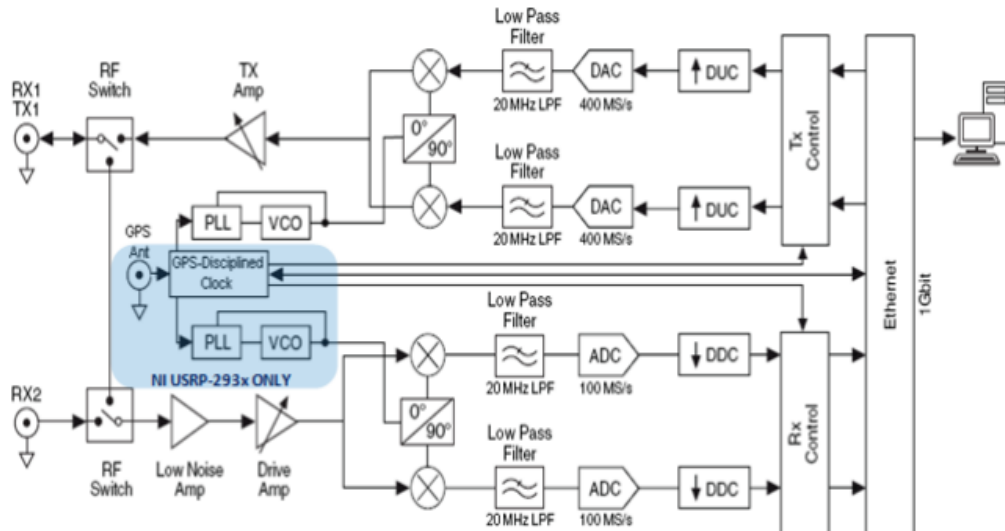 Low Pass
Filter
DAC
DUC
20 MHz LPF
400 MS/s
RF
Switch
TX
Amp
RX1
TX1
0°
90°
Tx
Control
Low Pass
Filter
DAC
DUC
20 MHz LPF
400 MS/s
PLL
VCO
GPS
Ant
GPS-Disciplined
Clock
PLL
VCO
NI USRP-293x ONLY
Ethernet
1Gbit
Low Pass
Filter
ADC
DDC
20 MHz LPF
100 MS/s
RX2
RF
Switch
Low Noise
Amp
Drive
Amp
0°
90°
Rx
Control
Low Pass
Filter
ADC
DDC
20 MHz LPF
100 MS/s